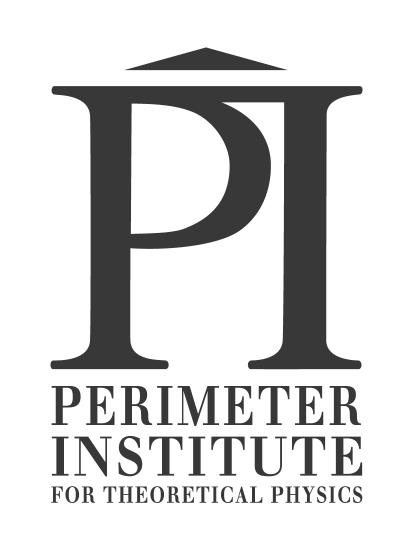 PI
PERIMETER
INSTITUTE
FOR THEORETICAL PHYSICS